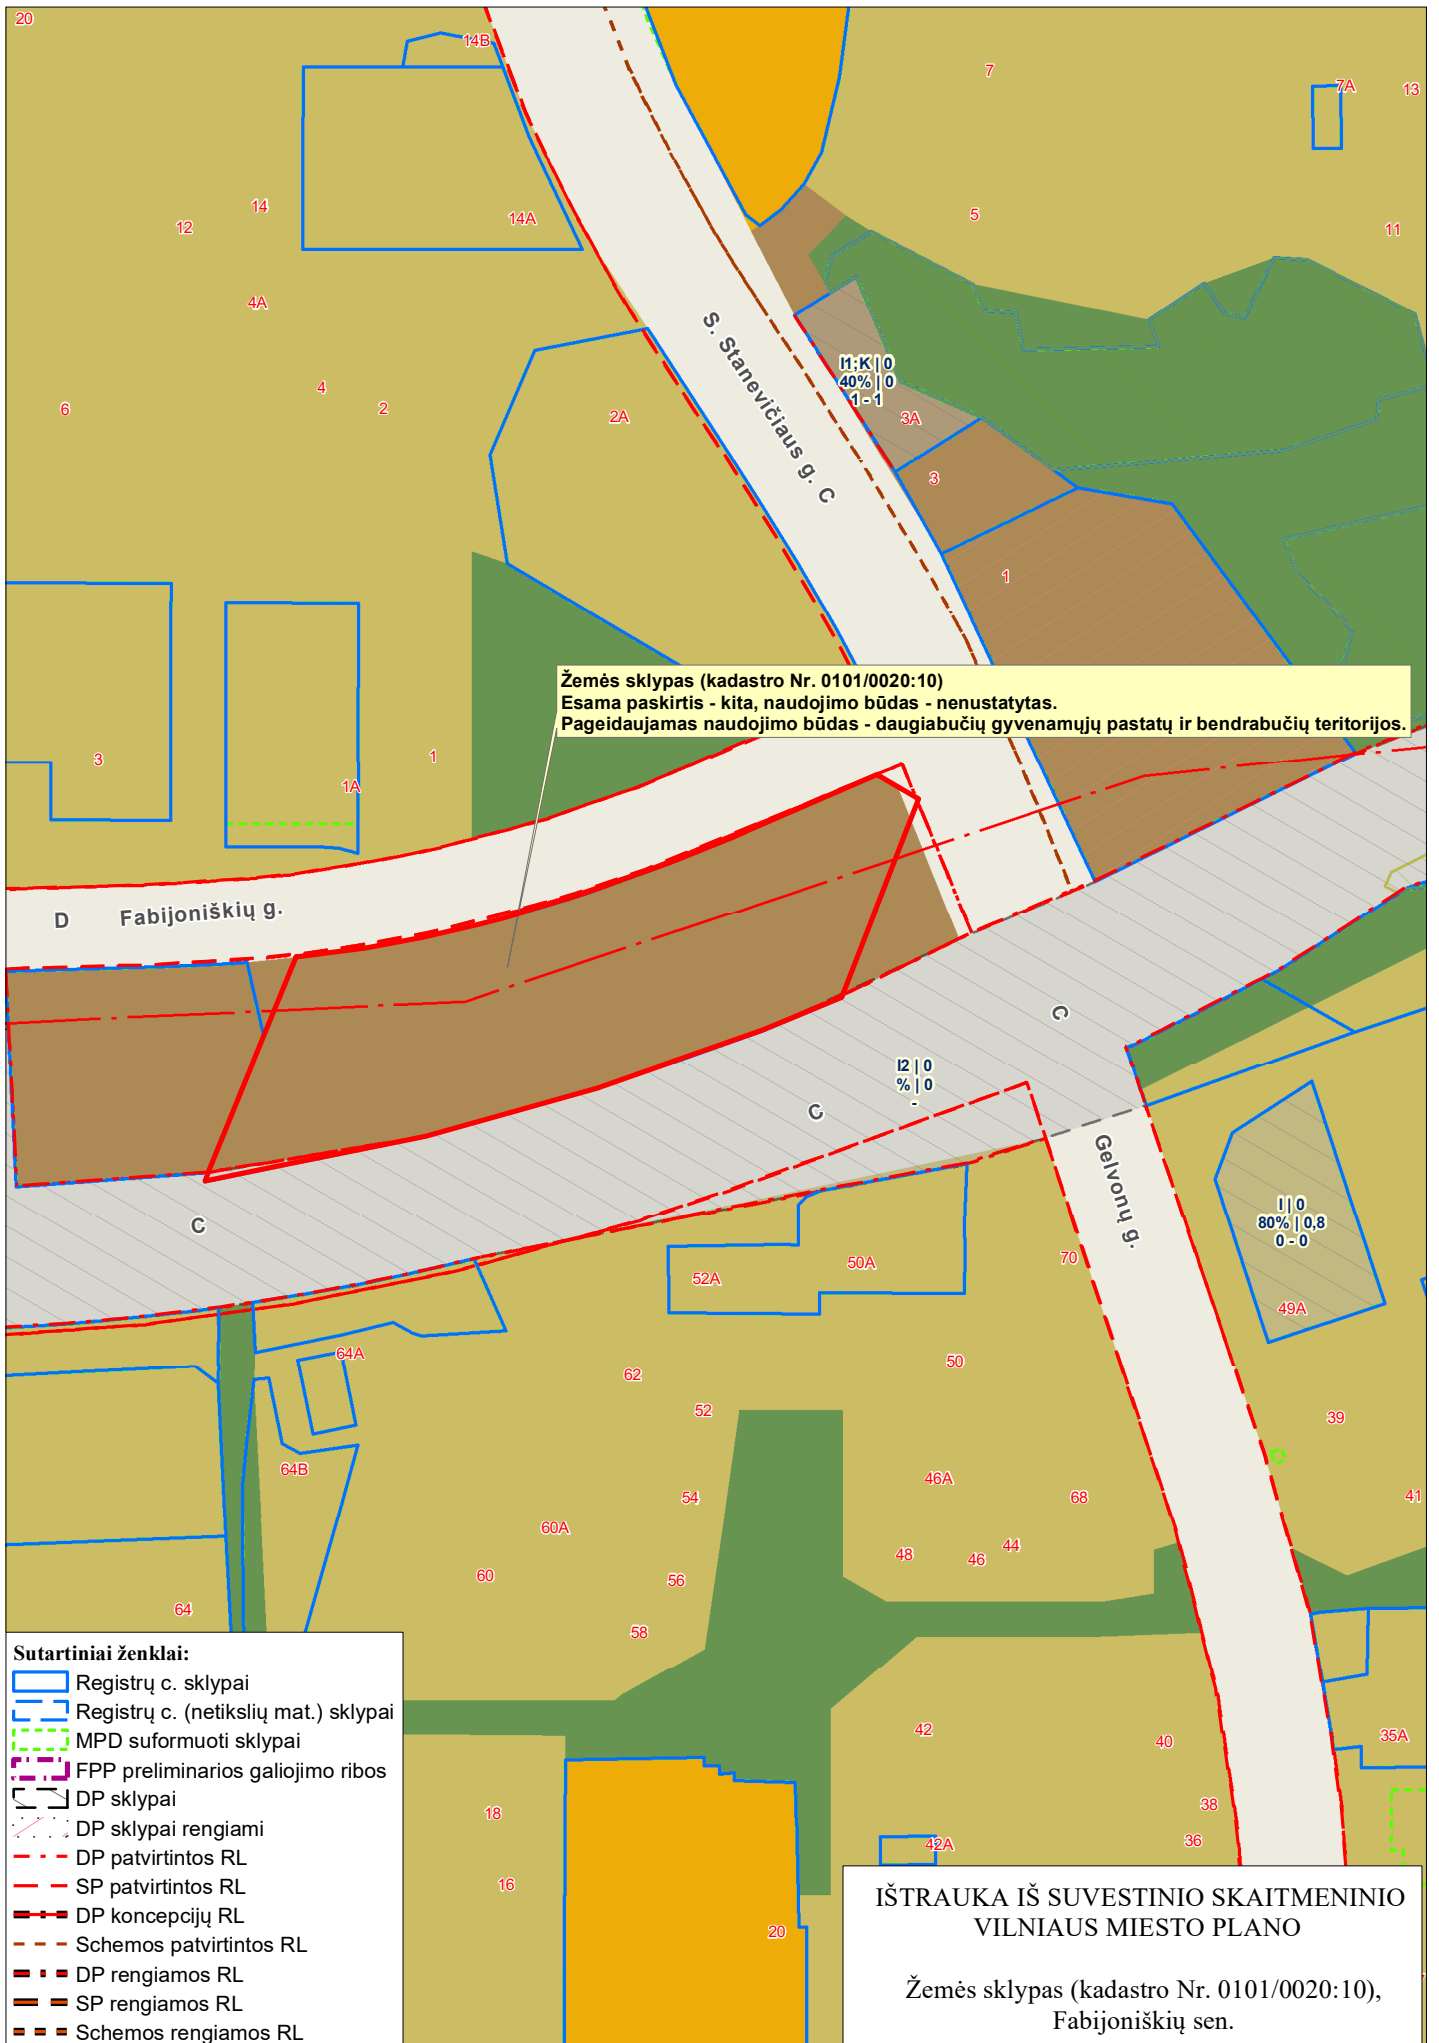 20
14B
7
7A
13
14
12
14A
5
11
4A
S. Stanevičiaus g. C
I1;K | 0
40% | 0
1 - 1
4
2
6
2A
3A
3
1
Žemės sklypas (kadastro Nr. 0101/0020:10)
Esama paskirtis - kita, naudojimo būdas - nenustatytas.
Pageidaujamas naudojimo būdas - daugiabučių gyvenamųjų pastatų ir bendrabučių teritorijos.
3
1
1A
D
Fabijoniškių g.
C
C
C
I2 | 0
% | 0
-
Gelvonų g.
I | 0
80% | 0,8
0 - 0
70
50A
52A
49A
64A
62
50
52
39
64B
46A
54
68
41
60A
44
48
46
60
56
64
58
42
40
35A
18
38
36
42A
16
20
Sutartiniai ženklai:
Registrų c. sklypai
Registrų c. (netikslių mat.) sklypai
MPD suformuoti sklypai
FPP preliminarios galiojimo ribos
DP sklypai
DP sklypai rengiami
DP patvirtintos RL
SP patvirtintos RL
DP koncepcijų RL
Schemos patvirtintos RL
DP rengiamos RL
SP rengiamos RL
Schemos rengiamos RL
IŠTRAUKA IŠ SUVESTINIO SKAITMENINIO
VILNIAUS MIESTO PLANO
Žemės sklypas (kadastro Nr. 0101/0020:10),
Fabijoniškių sen.